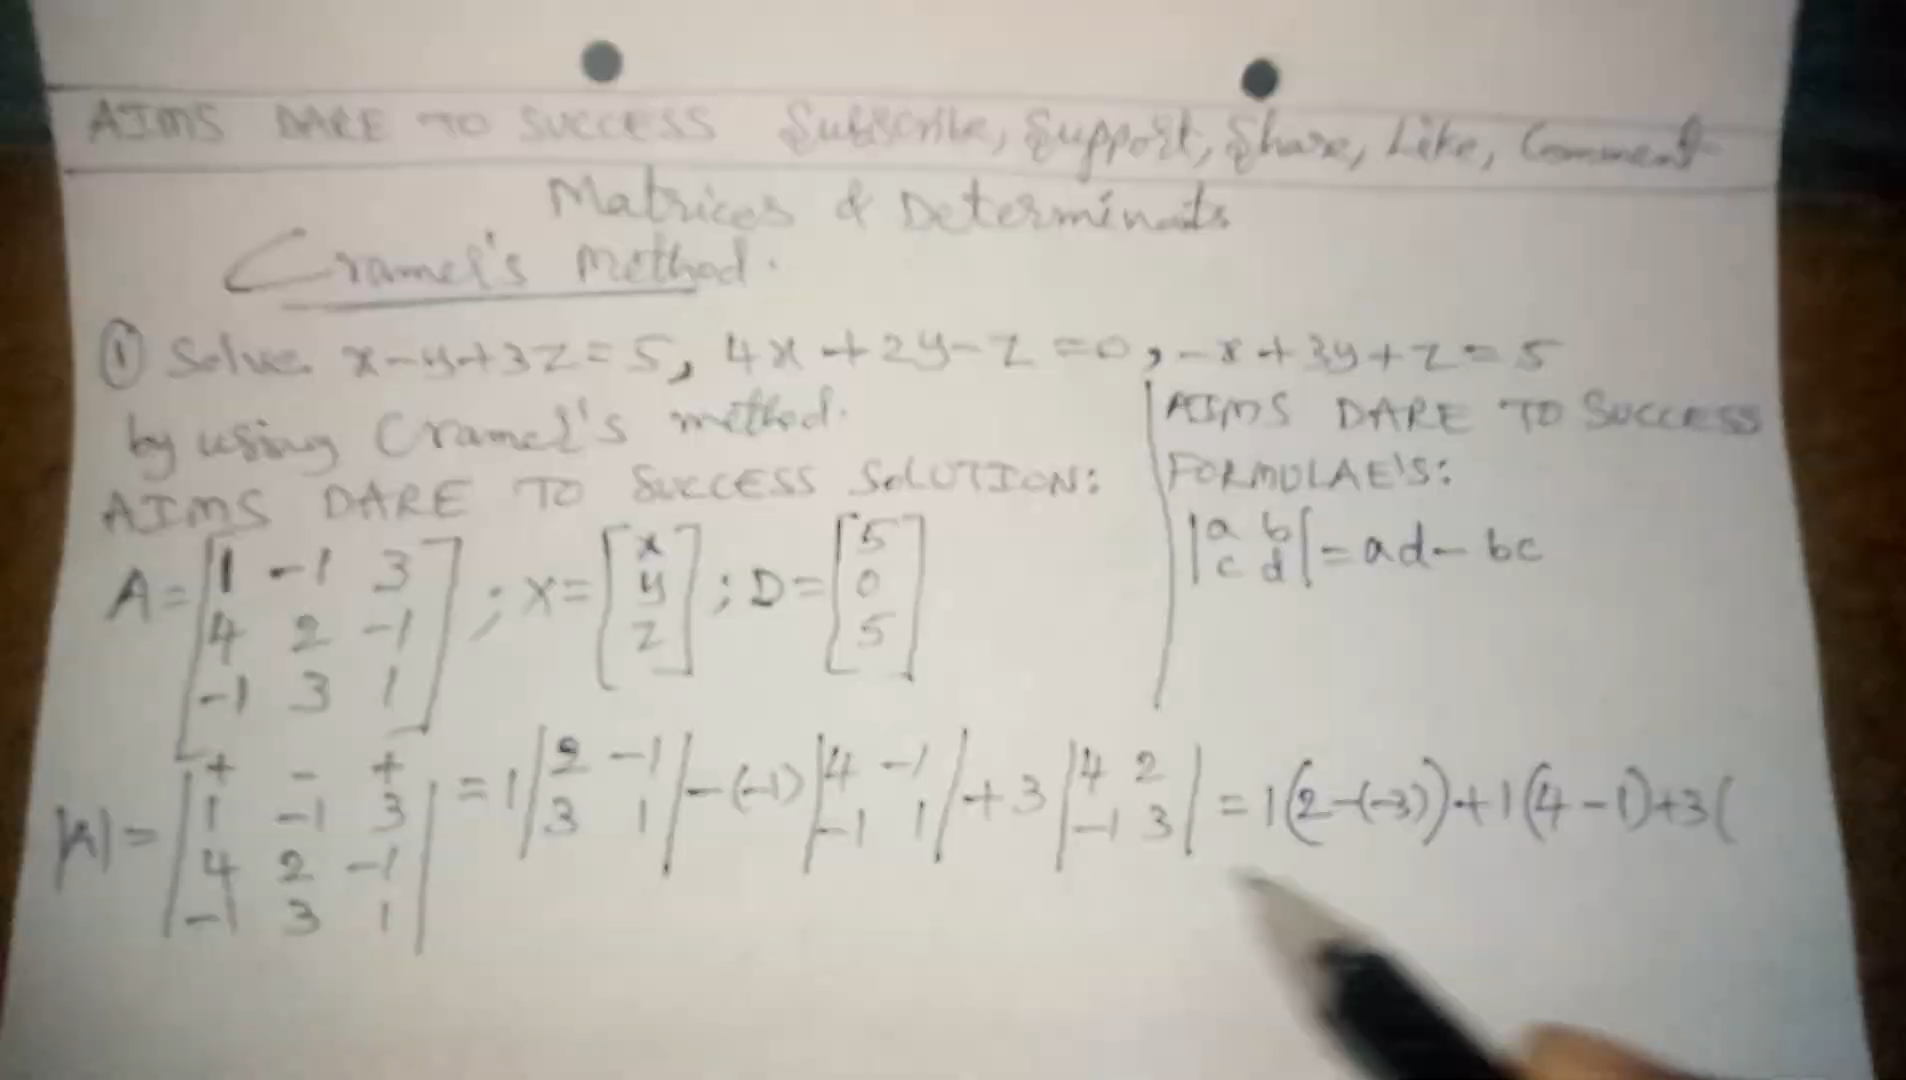 AIMS DARE TO SUCCESS Subscribe, Support, Share, Like, Comment
Matrices & Determinants
Cramer's Method.
① Solve x-y+3z=5, 4x+2y-z=0, -x+3y+z=5
by using Cramer's method.
AIMS DARE TO SUCCESS SOLUTION:
AIMS DARE TO SUCCESS
FORMULAE'S:
|a b| = ad - bc
|c d|
A = [1 -1 3] ; X = [x] ; D = [5]
[4 2 -1] [y] [0]
[-1 3 1] [z] [5]
+ - +
|A| = |1 -1 3| = 1|2 -1| - (-1)|4 -1| + 3|4 2| = 1(2-(-3))+1(4-1)+3(
|4 2 -1| |3 1| |-1 1| |-1 3|
|-1 3 1|